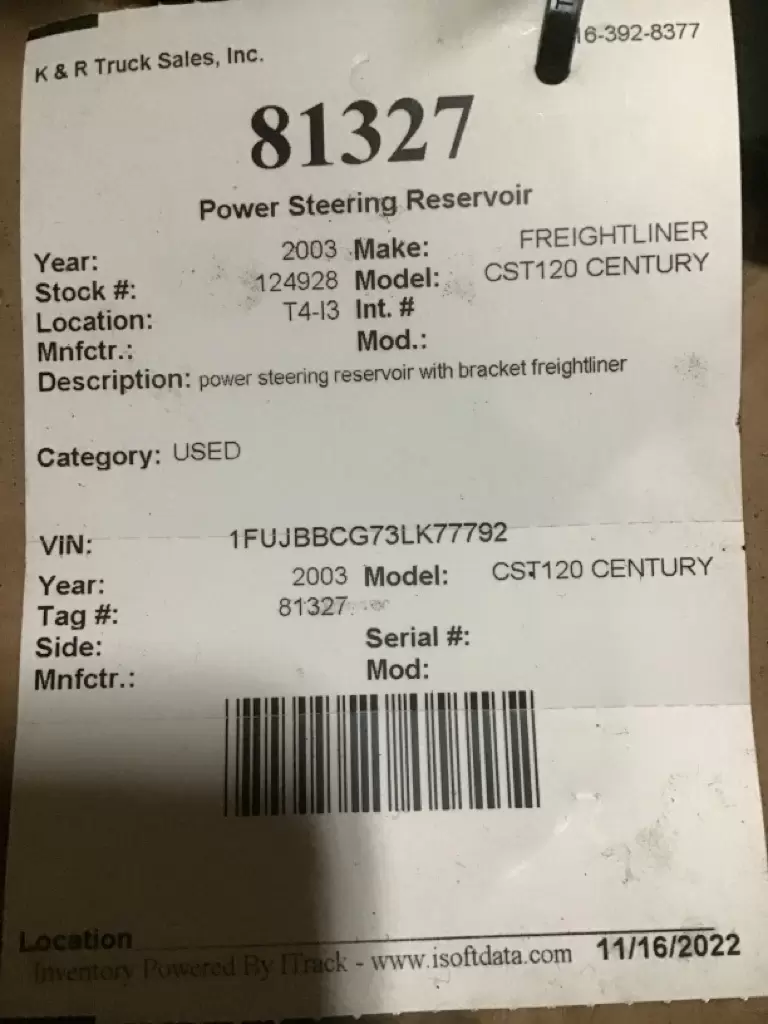 K & R Truck Sales, Inc. 16-392-8377
81327
Power Steering Reservoir
Year: 2003 Make: FREIGHTLINER
Stock #: 124928 Model: CST120 CENTURY
Location: T4-I3 Int. #
Mnfctr.: Mod.:
Description: power steering reservoir with bracket freightliner
Category: USED
VIN: 1FUJBBCG73LK77792
Year: 2003 Model: CST120 CENTURY
Tag #: 81327
Side: Serial #:
Mnfctr.: Mod:
Location
Inventory Powered By ITrack - www.isoftdata.com 11/16/2022